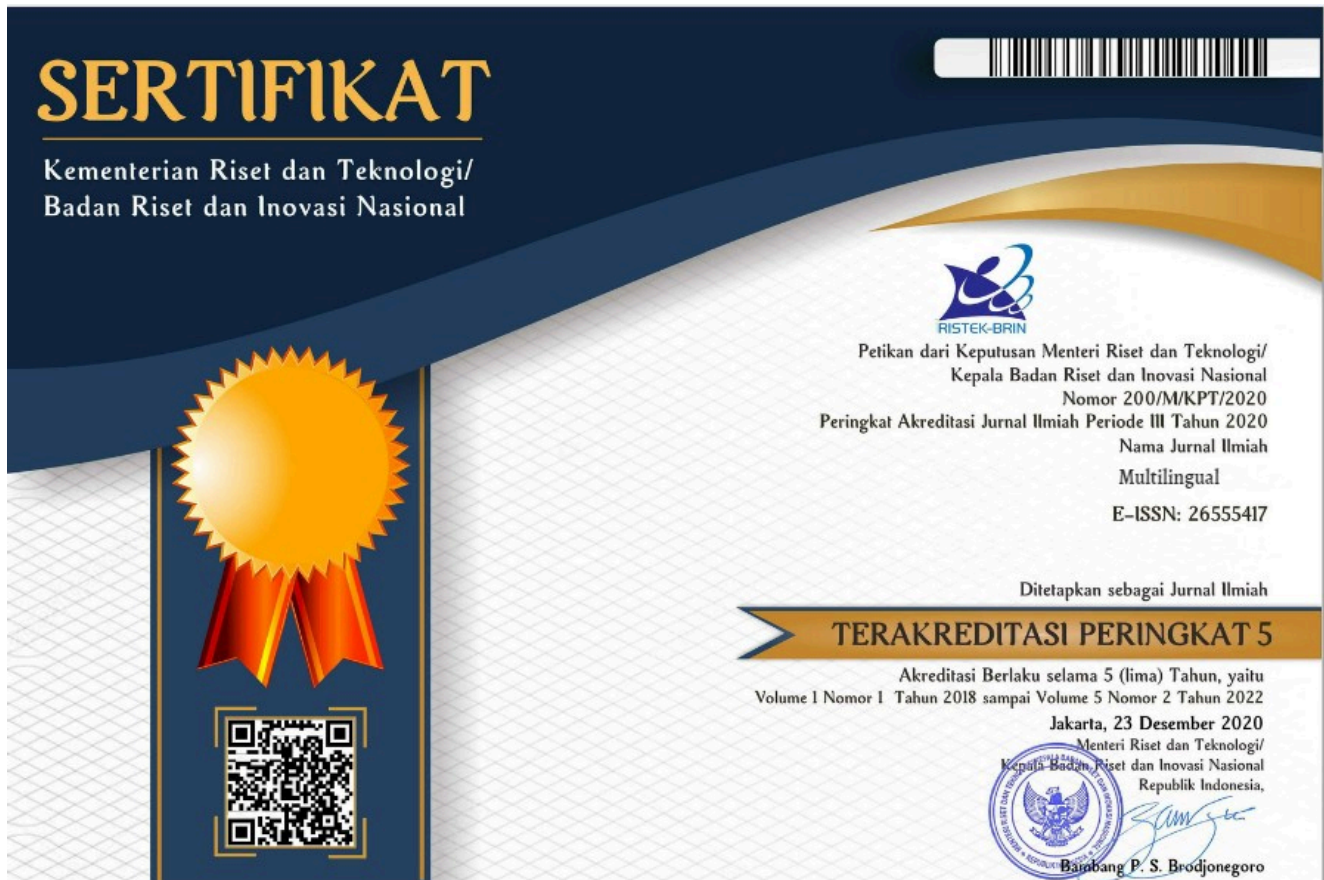 SERTIFIKAT
Kementerian Riset dan Teknologi/
Badan Riset dan Inovasi Nasional
RISTEK-BRIN
Petikan dari Keputusan Menteri Riset dan Teknologi/
Kepala Badan Riset dan Inovasi Nasional
Nomor 200/M/KPT/2020
Peringkat Akreditasi Jurnal Ilmiah Periode III Tahun 2020
Nama Jurnal Ilmiah
Multilingual
E-ISSN: 26555417
Ditetapkan sebagai Jurnal Ilmiah
TERAKREDITASI PERINGKAT 5
Akreditasi Berlaku selama 5 (lima) Tahun, yaitu
Volume 1 Nomor 1 Tahun 2018 sampai Volume 5 Nomor 2 Tahun 2022
Jakarta, 23 Desember 2020
Menteri Riset dan Teknologi/
Kepala Badan Riset dan Inovasi Nasional
Republik Indonesia,
Bambang P. S. Brodjonegoro